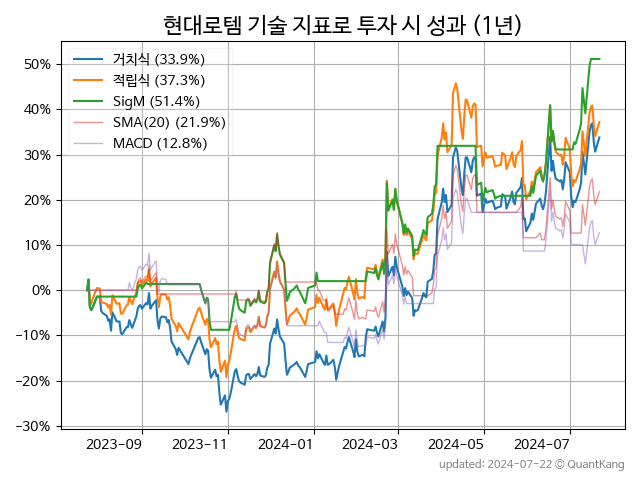 현대로템 기술 지표로 투자 시 성과 (1년)
거치식 (33.9%)
적립식 (37.3%)
SigM (51.4%)
SMA(20) (21.9%)
MACD (12.8%)
50%
40%
30%
20%
10%
0%
−10%
−20%
−30%
2023−09 2023−11 2024−01 2024−03 2024−05 2024−07
updated: 2024-07-22 © QuantKang